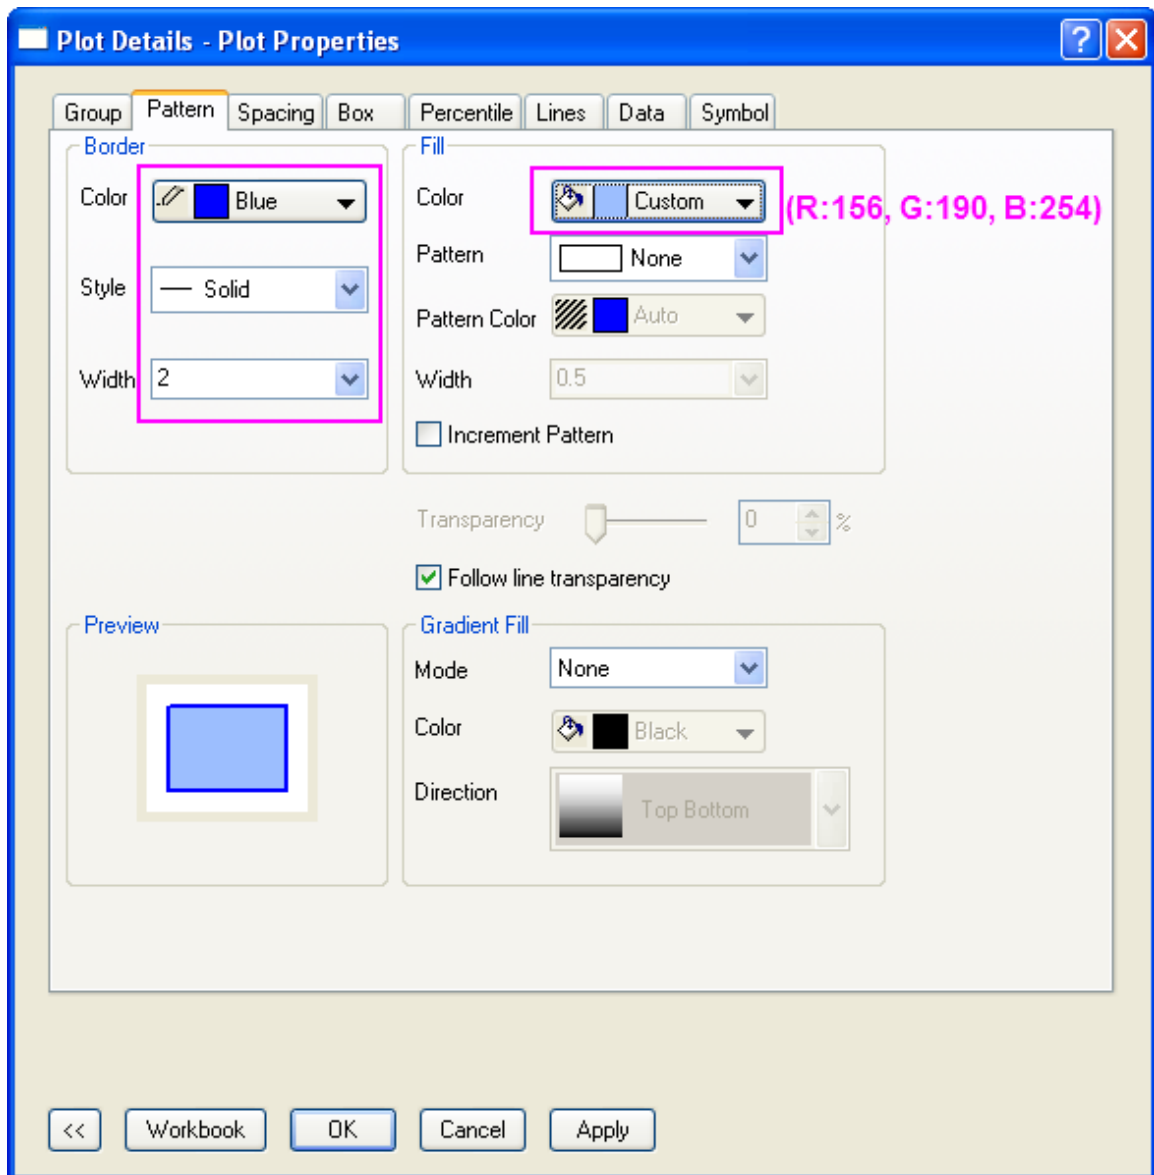 Plot Details - Plot Properties
Group Pattern Spacing Box Percentile Lines Data Symbol
Border
Color Blue
Style Solid
Width 2
Fill
Color Custom (R:156, G:190, B:254)
Pattern None
Pattern Color Auto
Width 0.5
Increment Pattern
Transparency 0 %
Follow line transparency
Preview
Gradient Fill
Mode None
Color Black
Direction Top Bottom
<< Workbook OK Cancel Apply